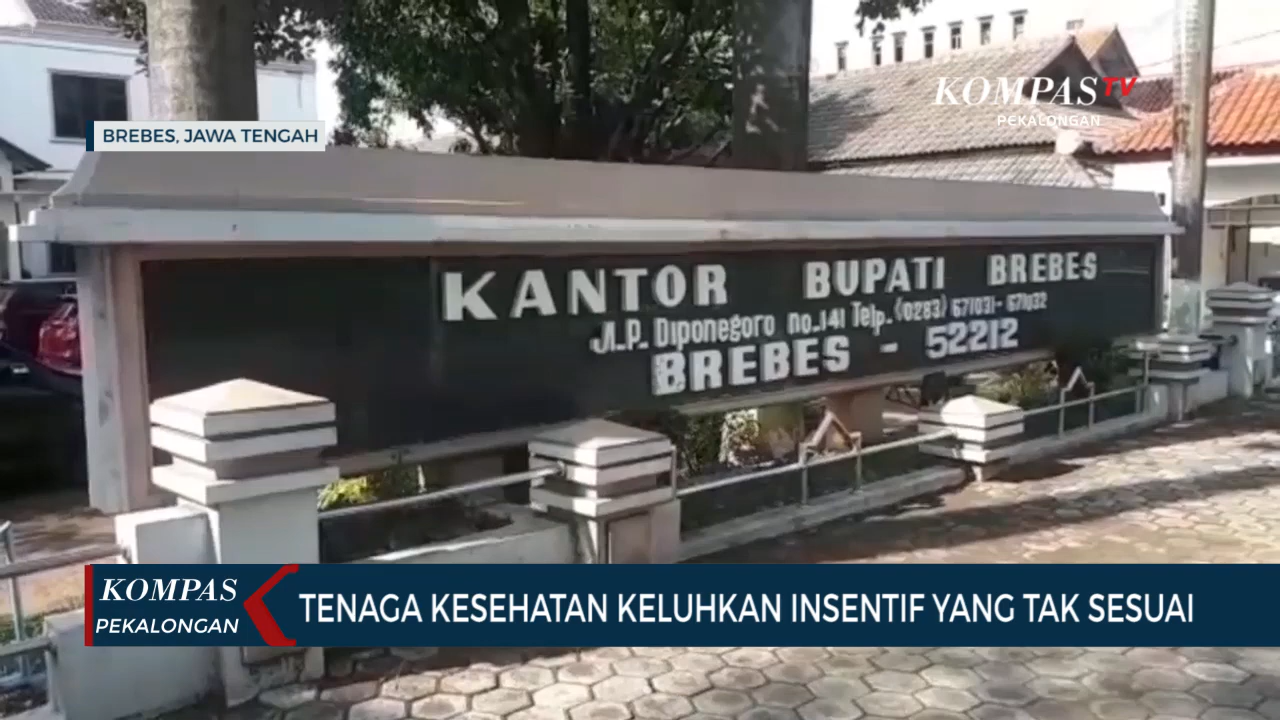 KOMPASTV
PEKALONGAN
BREBES, JAWA TENGAH
KANTOR BUPATI BREBES
Jl.P. Diponegoro no.141 Telp.(0283) 671031-671032
BREBES - 52212
KOMPAS
PEKALONGAN
TENAGA KESEHATAN KELUHKAN INSENTIF YANG TAK SESUAI